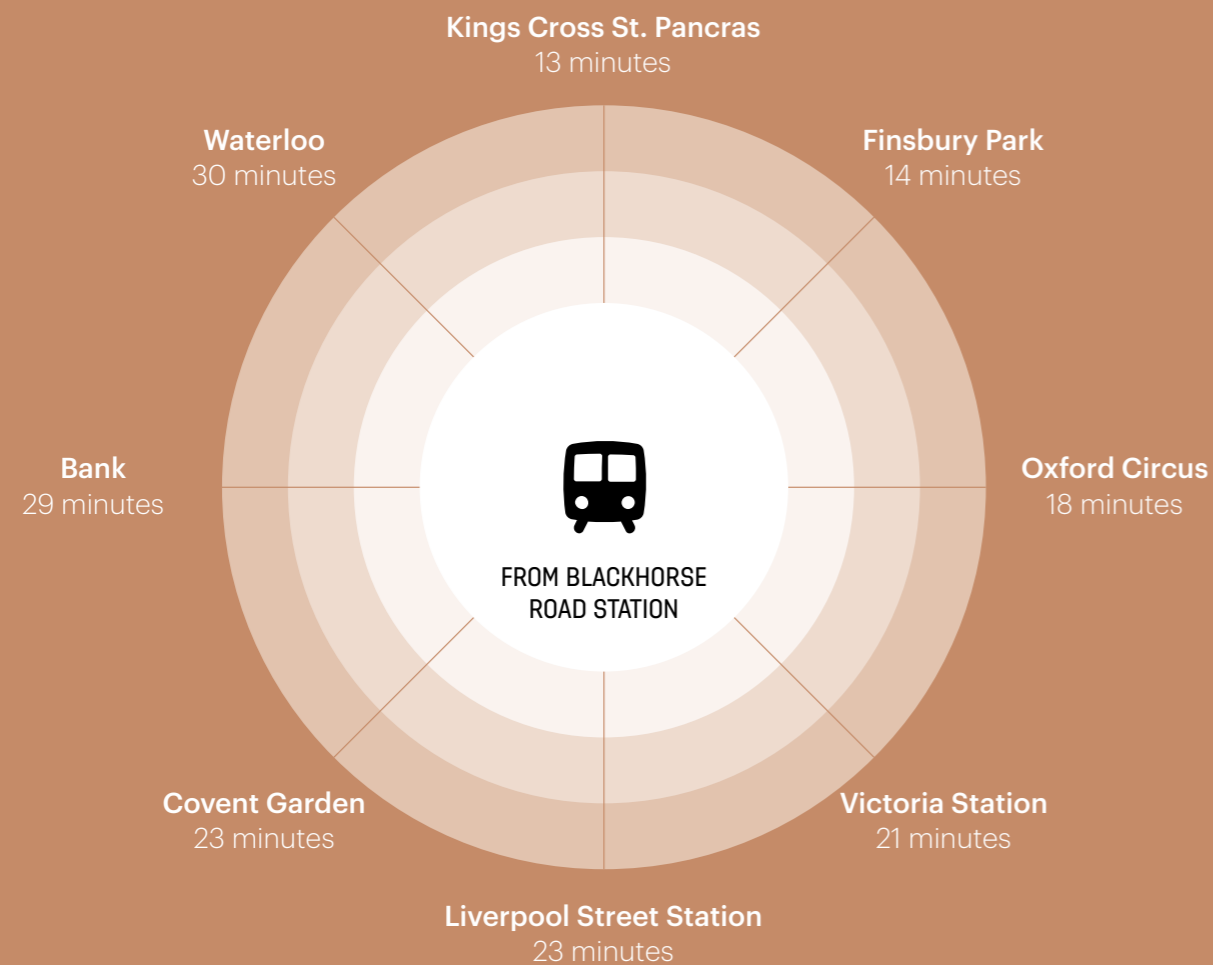 Kings Cross St. Pancras
13 minutes
Finsbury Park
14 minutes
Oxford Circus
18 minutes
Victoria Station
21 minutes
Liverpool Street Station
23 minutes
Covent Garden
23 minutes
Bank
29 minutes
Waterloo
30 minutes
FROM BLACKHORSE
ROAD STATION